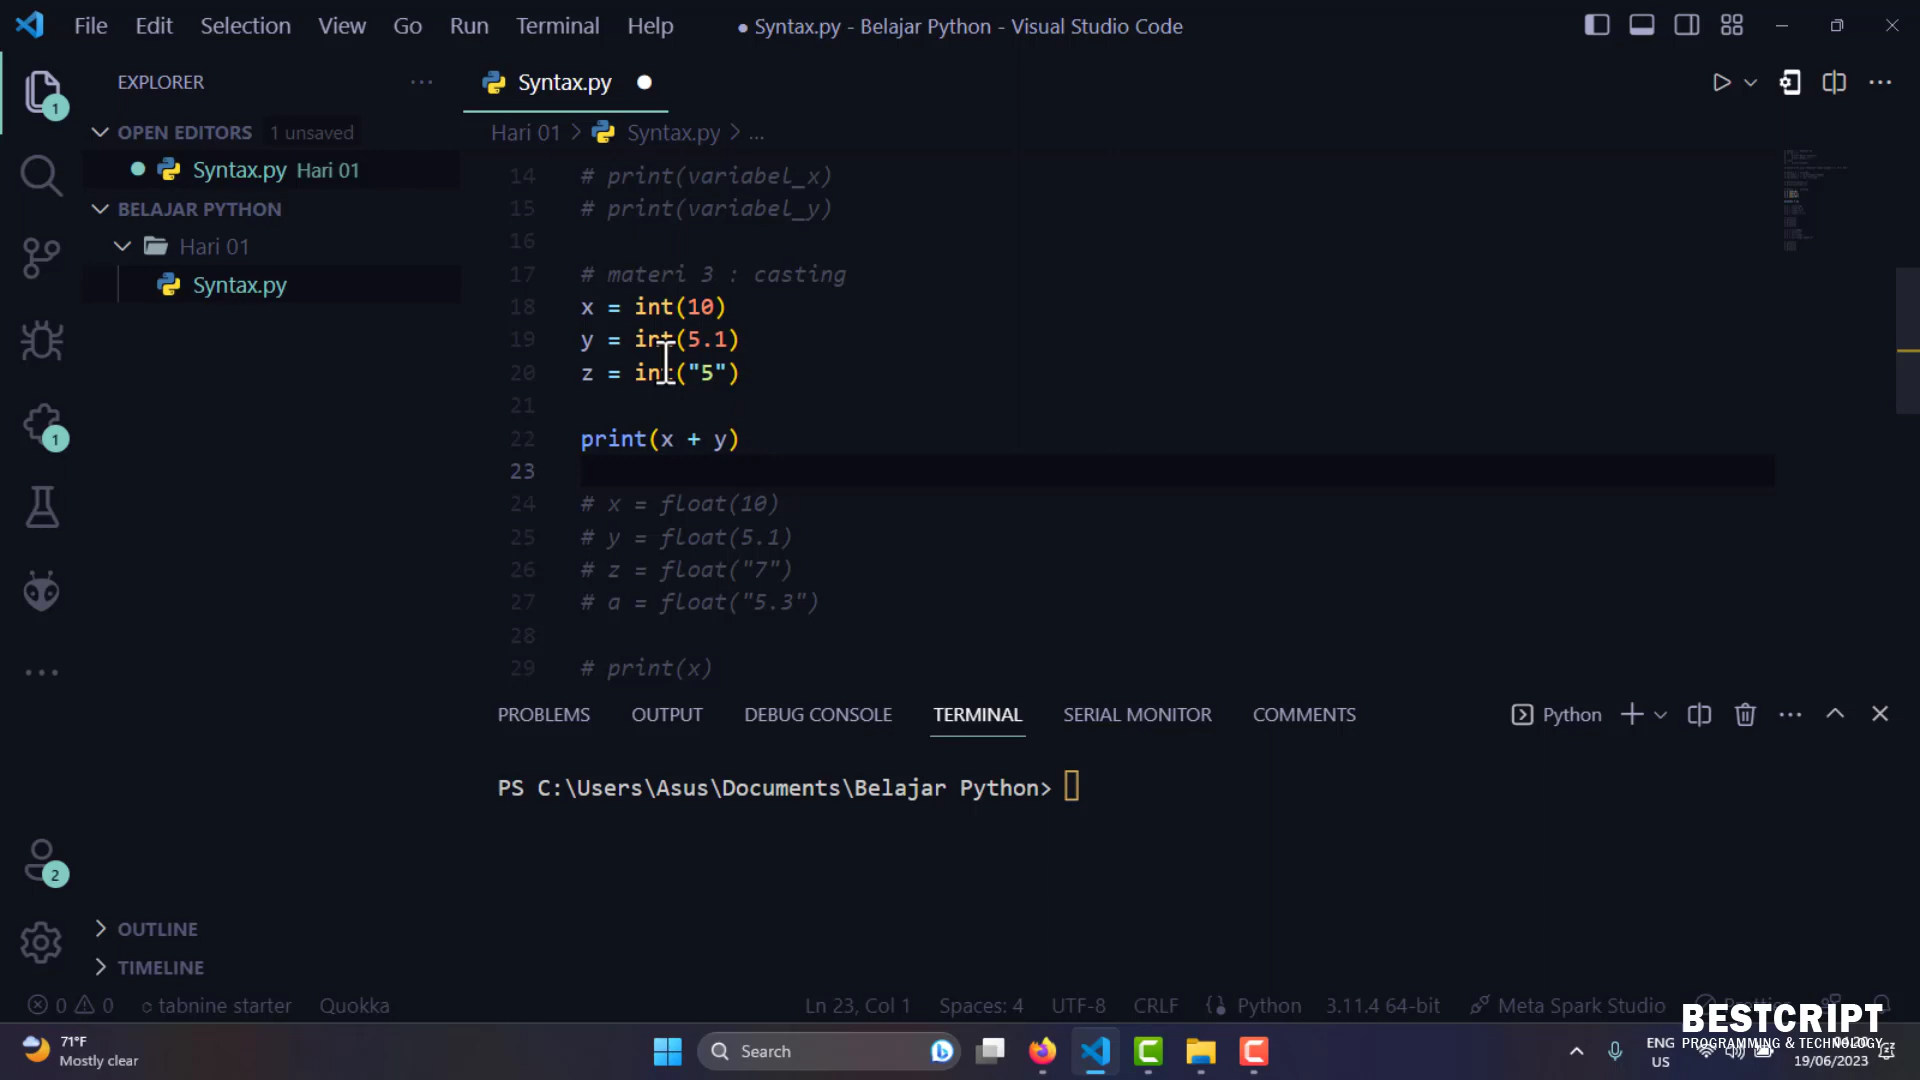 File Edit Selection View Go Run Terminal Help
● Syntax.py - Belajar Python - Visual Studio Code
EXPLORER
Syntax.py
OPEN EDITORS 1 unsaved
Hari 01 > Syntax.py > ...
Syntax.py Hari 01
BELAJAR PYTHON
Hari 01
Syntax.py
14 # print(variabel_x)
15 # print(variabel_y)
16
17 # materi 3 : casting
18 x = int(10)
19 y = int(5.1)
20 z = int("5")
21
22 print(x + y)
23
24 # x = float(10)
25 # y = float(5.1)
26 # z = float("7")
27 # a = float("5.3")
28
29 # print(x)
1
1
2
PROBLEMS OUTPUT DEBUG CONSOLE TERMINAL SERIAL MONITOR COMMENTS
Python
PS C:\Users\Asus\Documents\Belajar Python>
OUTLINE
TIMELINE
0 0 tabnine starter Quokka
Ln 23, Col 1 Spaces: 4 UTF-8 CRLF Python 3.11.4 64-bit Meta Spark Studio
BESTCRIPT
PROGRAMMING & TECHNOLOGY
71°F
Mostly clear
Search
ENG
US
19/06/2023